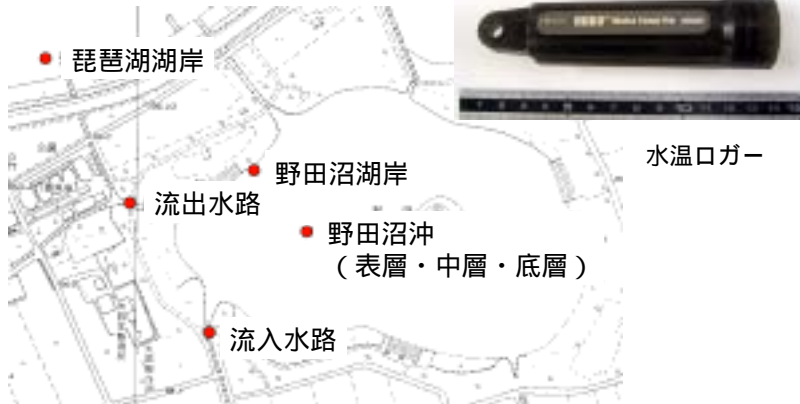 琵琶湖湖岸
水温ロガー
野田沼湖岸
流出水路
野田沼沖
（表層・中層・底層）
流入水路